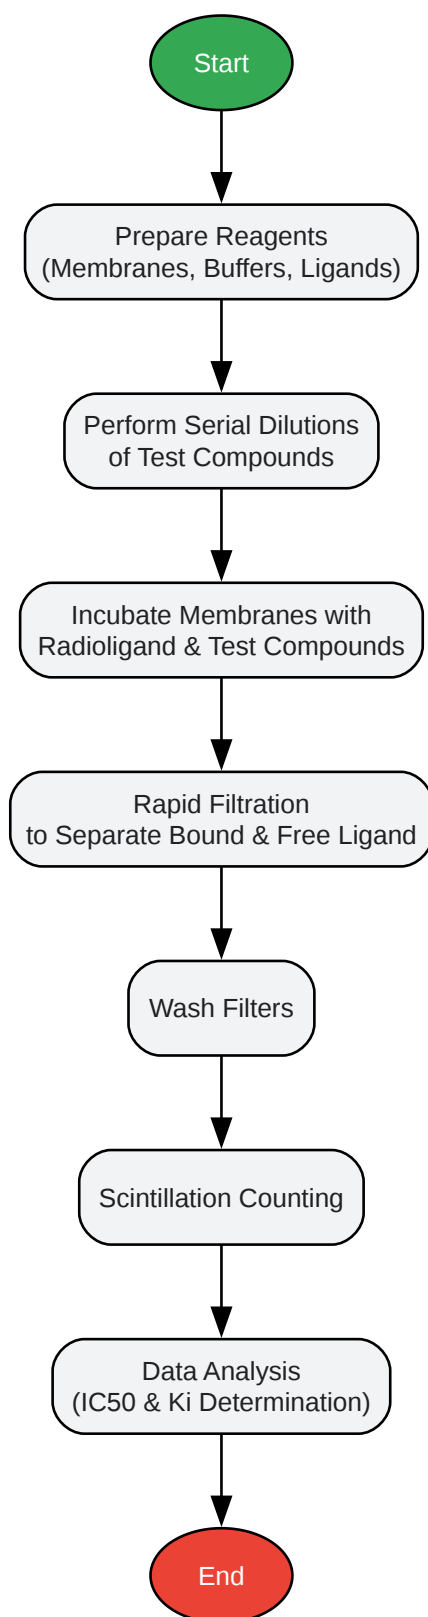 Start
Prepare Reagents
(Membranes, Buffers, Ligands)
Perform Serial Dilutions
of Test Compounds
Incubate Membranes with
Radioligand & Test Compounds
Rapid Filtration
to Separate Bound & Free Ligand
Wash Filters
Scintillation Counting
Data Analysis
(IC50 & Ki Determination)
End